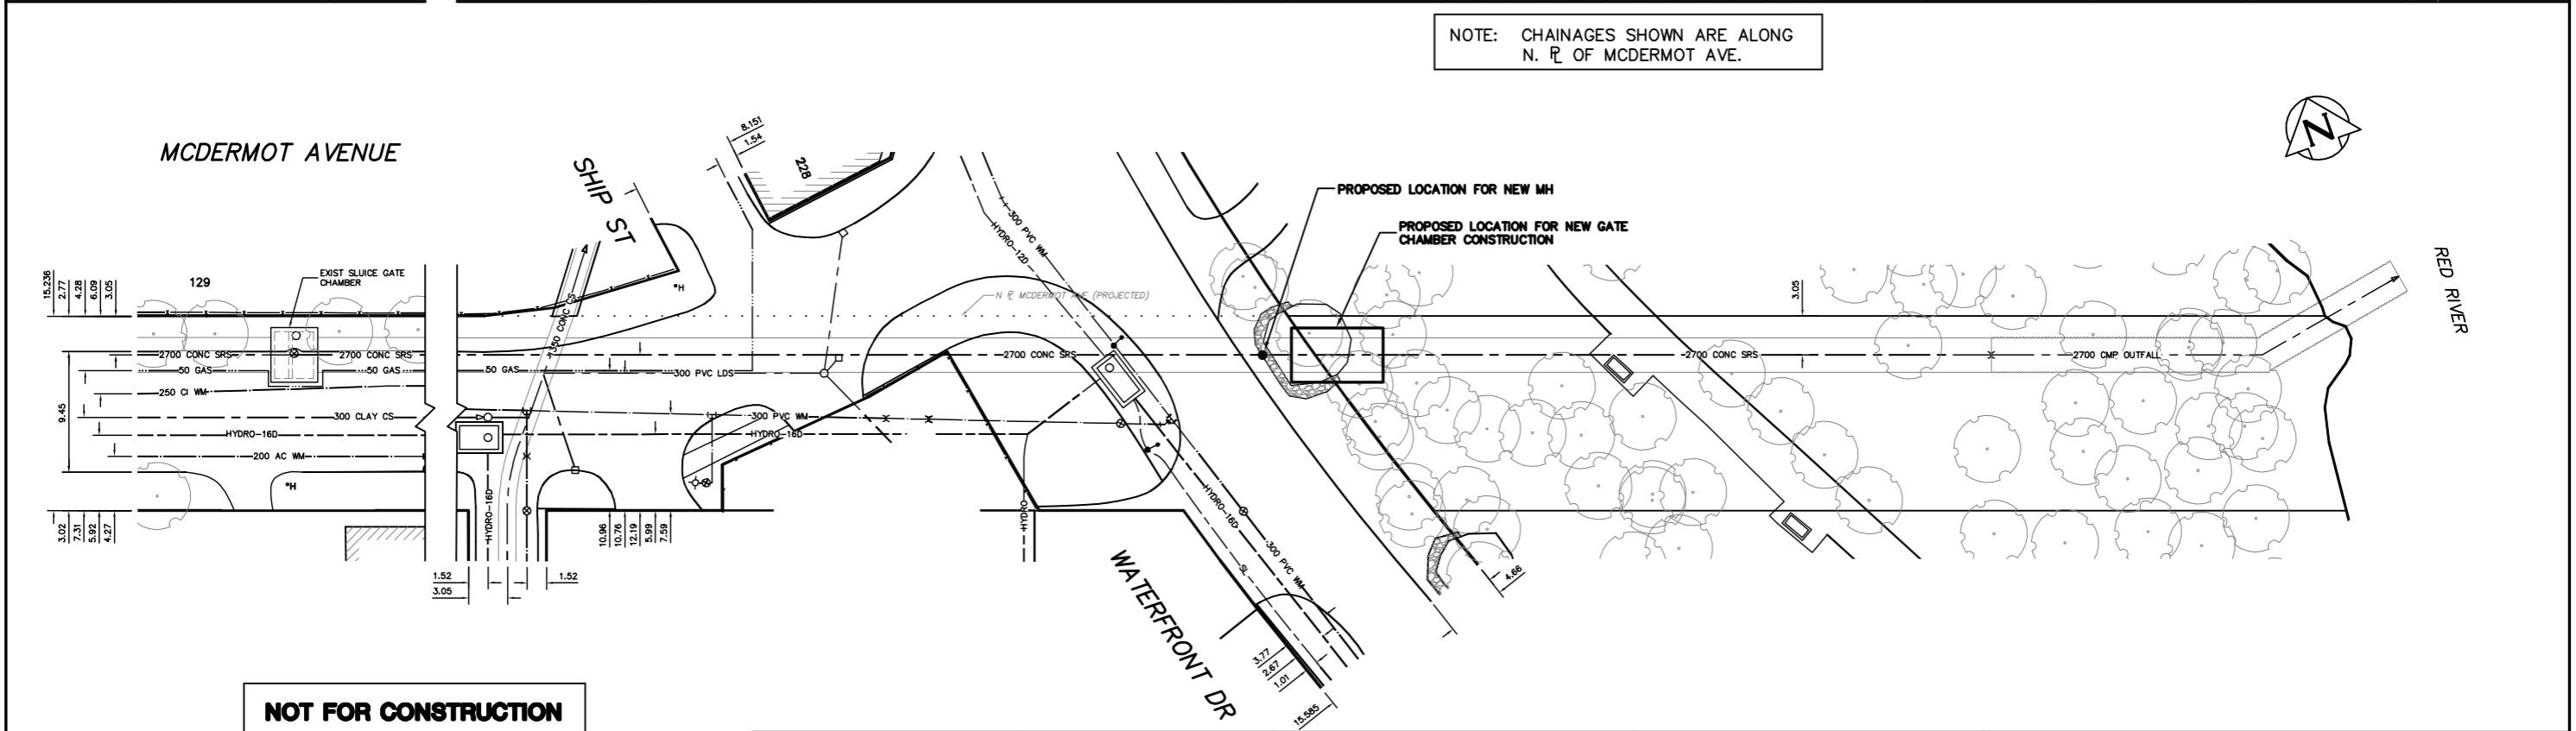 NOTE: CHAINAGES SHOWN ARE ALONG
N. ℄ OF MCDERMOT AVE.
MCDERMOT AVENUE
SHIP ST
8.151
1.54
228
N
RED RIVER
PROPOSED LOCATION FOR NEW MH
PROPOSED LOCATION FOR NEW GATE
CHAMBER CONSTRUCTION
300 PVC WM
HYDRO-12D
15.236
2.77
4.28
6.09
3.05
129
EXIST SLUICE GATE
CHAMBER
°H
N ℄ MCDERMOT AVE (PROJECTED)
3.05
1350 CONC CS
2700 CONC SRS
2700 CONC SRS
2700 CONC SRS
2700 CONC SRS
2700 CMP OUTFALL
50 GAS
50 GAS
50 GAS
300 PVC LDS
250 CI WM
9.45
300 CLAY CS
300 PVC WM
HYDRO-16D
HYDRO-16D
200 AC WM
°H
HYDRO-16D
HYDRO
HYDRO-16D
300 PVC WM
SL
3.02
7.31
5.92
4.27
10.96
10.76
12.19
5.99
7.59
1.52
3.05
1.52
4.66
WATERFRONT DR
3.77
2.67
1.01
15.585
NOT FOR CONSTRUCTION